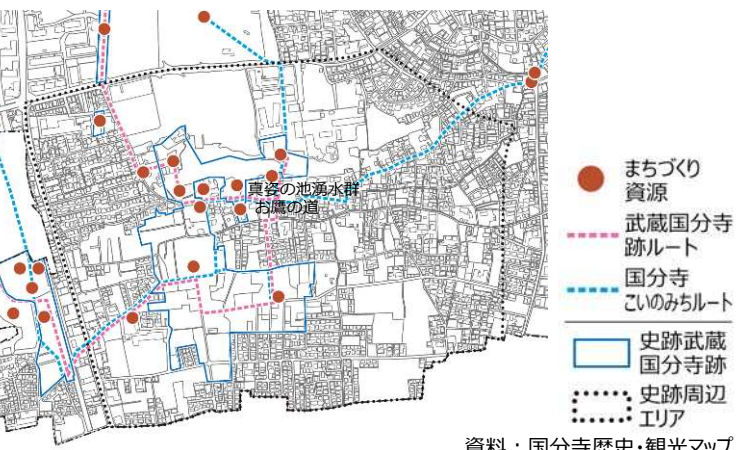 真姿の池湧水群
お鷹の道
まちづくり
資源
武蔵国分寺
跡ルート
国分寺
こいのみちルート
史跡武蔵
国分寺跡
史跡周辺
エリア
資料：国分寺歴史・観光マップ